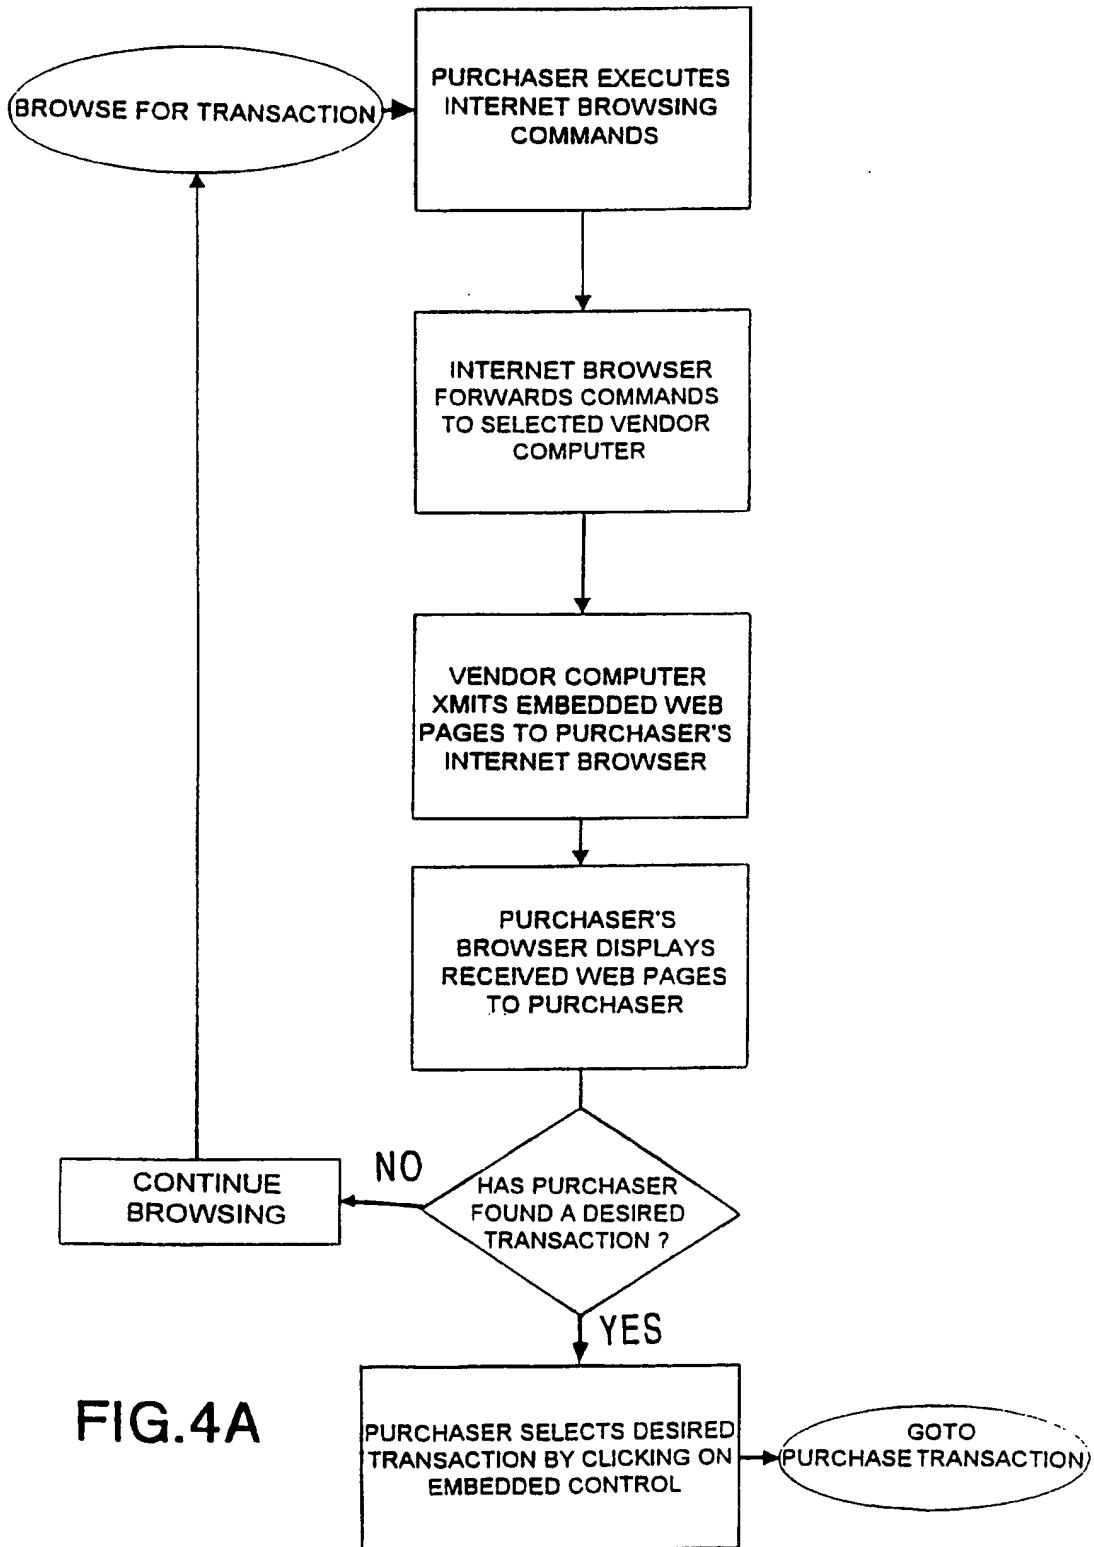 BROWSE FOR TRANSACTION
PURCHASER EXECUTES
INTERNET BROWSING
COMMANDS
INTERNET BROWSER
FORWARDS COMMANDS
TO SELECTED VENDOR
COMPUTER
VENDOR COMPUTER
XMITS EMBEDDED WEB
PAGES TO PURCHASER'S
INTERNET BROWSER
PURCHASER'S
BROWSER DISPLAYS
RECEIVED WEB PAGES
TO PURCHASER
HAS PURCHASER
FOUND A DESIRED
TRANSACTION ?
NO
CONTINUE
BROWSING
YES
PURCHASER SELECTS DESIRED
TRANSACTION BY CLICKING ON
EMBEDDED CONTROL
GOTO
PURCHASE TRANSACTION
FIG.4A